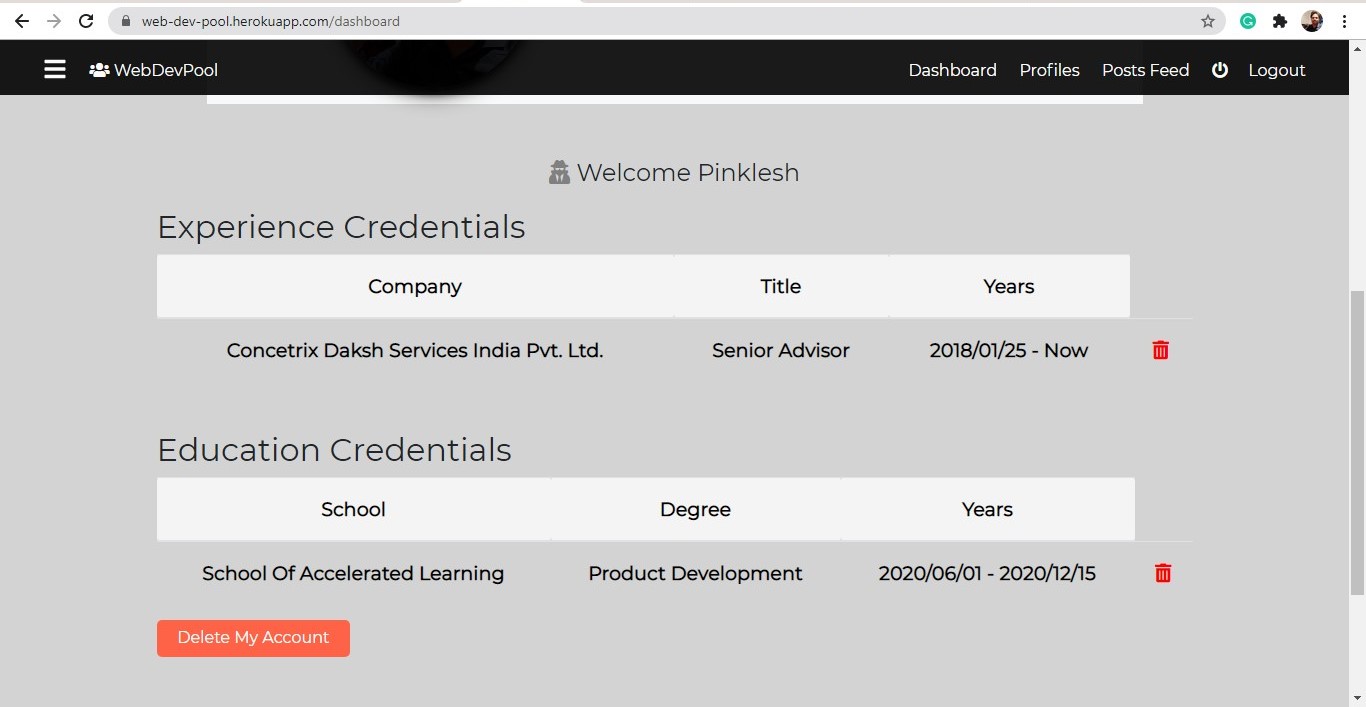 web-dev-pool.herokuapp.com/dashboard
WebDevPool Dashboard Profiles Posts Feed Logout
Welcome Pinklesh
Experience Credentials
Company Title Years
Concetrix Daksh Services India Pvt. Ltd. Senior Advisor 2018/01/25 - Now
Education Credentials
School Degree Years
School Of Accelerated Learning Product Development 2020/06/01 - 2020/12/15
Delete My Account